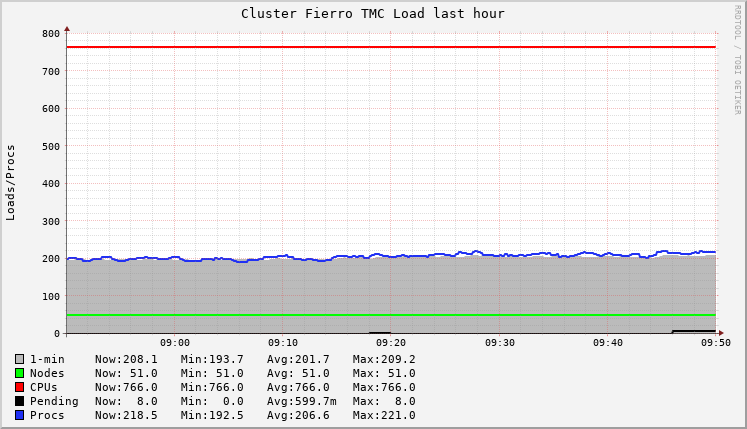 Cluster Fierro TMC Load last hour
RRDTOOL / TOBI OETIKER
Loads/Procs
800
700
600
500
400
300
200
100
0
09:00 09:10 09:20 09:30 09:40 09:50
1-min Now:208.1 Min:193.7 Avg:201.7 Max:209.2
Nodes Now: 51.0 Min: 51.0 Avg: 51.0 Max: 51.0
CPUs Now:766.0 Min:766.0 Avg:766.0 Max:766.0
Pending Now: 8.0 Min: 0.0 Avg:599.7m Max: 8.0
Procs Now:218.5 Min:192.5 Avg:206.6 Max:221.0